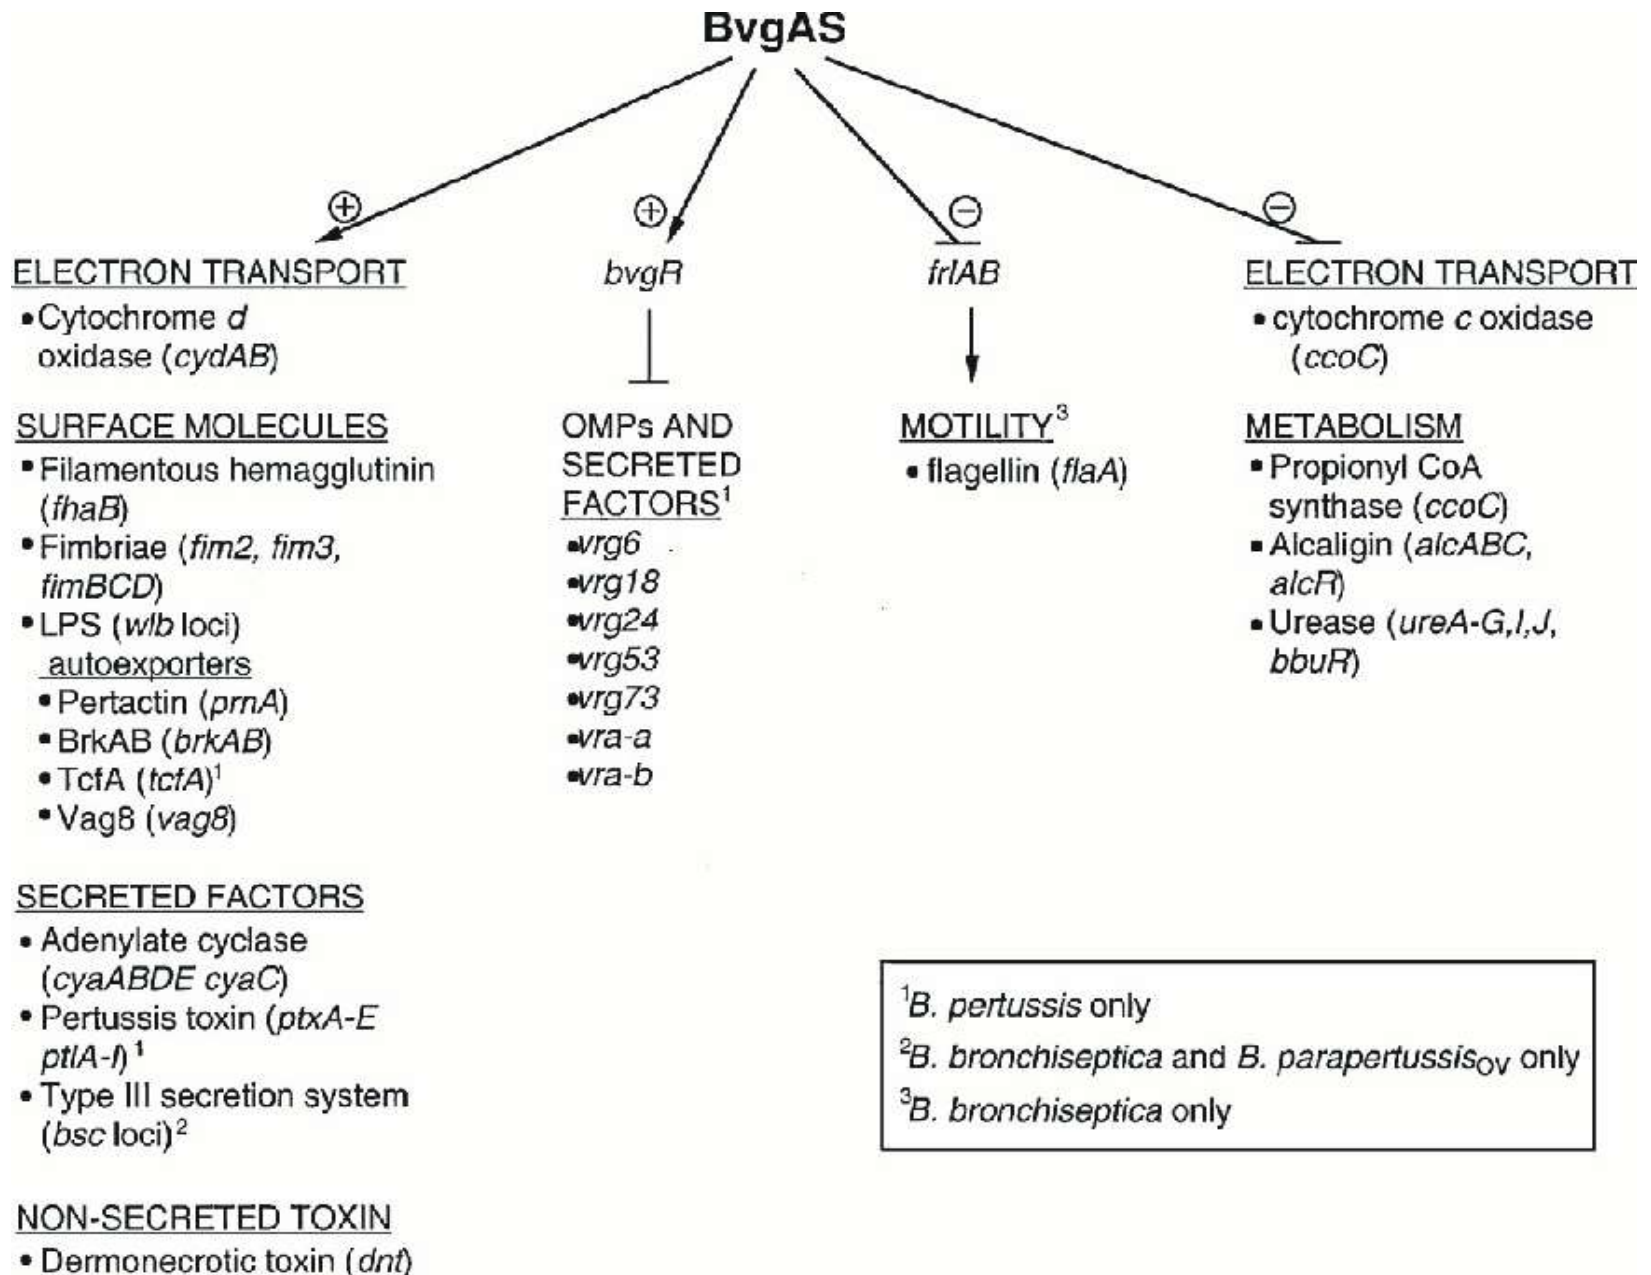 BvgAS
+
+
−
−
ELECTRON TRANSPORT
•Cytochrome d
oxidase (cydAB)
SURFACE MOLECULES
•Filamentous hemagglutinin
(fhaB)
•Fimbriae (fim2, fim3,
fimBCD)
•LPS (wlb loci)
autoexporters
•Pertactin (prnA)
•BrkAB (brkAB)
•TcfA (tcfA)¹
•Vag8 (vag8)
SECRETED FACTORS
•Adenylate cyclase
(cyaABDE cyaC)
•Pertussis toxin (ptxA-E
ptlA-I)¹
•Type III secretion system
(bsc loci)²
NON-SECRETED TOXIN
•Dermonecrotic toxin (dnt)
bvgR
OMPs AND
SECRETED
FACTORS¹
•vrg6
•vrg18
•vrg24
•vrg53
•vrg73
•vra-a
•vra-b
frlAB
MOTILITY³
•flagellin (flaA)
ELECTRON TRANSPORT
•cytochrome c oxidase
(ccoC)
METABOLISM
•Propionyl CoA
synthase (ccoC)
•Alcaligin (alcABC,
alcR)
•Urease (ureA-G,I,J,
bbuR)
¹B. pertussis only
²B. bronchiseptica and B. parapertussisOV only
³B. bronchiseptica only